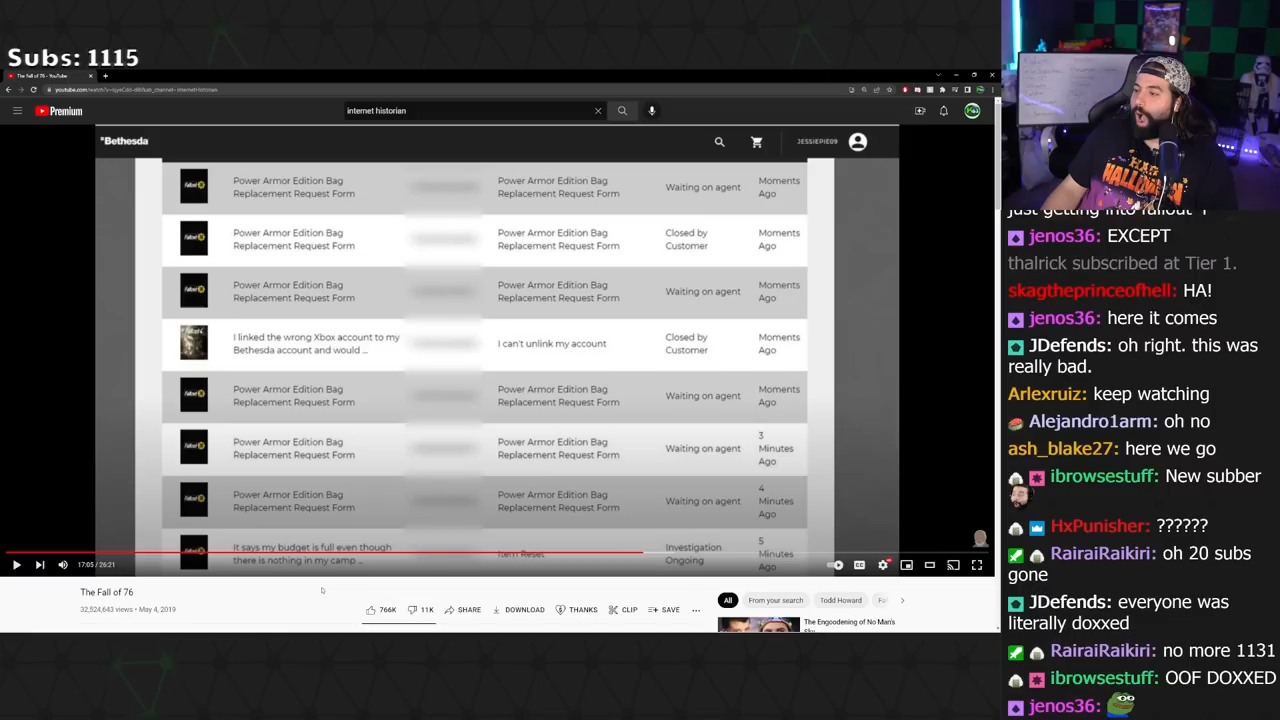 Subs: 1115
The Fall of 76 - YouTube
Premium
internet historian
Bethesda
JESSIEPIE09
Power Armor Edition Bag
Replacement Request Form
Power Armor Edition Bag
Replacement Request Form
Waiting on agent
Moments
Ago
Power Armor Edition Bag
Replacement Request Form
Power Armor Edition Bag
Replacement Request Form
Closed by
Customer
Moments
Ago
Power Armor Edition Bag
Replacement Request Form
Power Armor Edition Bag
Replacement Request Form
Waiting on agent
Moments
Ago
I linked the wrong Xbox account to my
Bethesda account and would ...
I can't unlink my account
Closed by
Customer
Moments
Ago
Power Armor Edition Bag
Replacement Request Form
Power Armor Edition Bag
Replacement Request Form
Waiting on agent
Moments
Ago
Power Armor Edition Bag
Replacement Request Form
Power Armor Edition Bag
Replacement Request Form
Waiting on agent
3
Minutes
Ago
Power Armor Edition Bag
Replacement Request Form
Power Armor Edition Bag
Replacement Request Form
Waiting on agent
4
Minutes
Ago
It says my budget is full even though
there is nothing in my camp ...
Item Reset
Investigation
Ongoing
5
Minutes
Ago
17:05 / 26:21
The Fall of 76
32,524,643 views • May 4, 2019
766K
11K
SHARE
DOWNLOAD
THANKS
CLIP
SAVE
All
From your search
Todd Howard
The Engoodening of No Man's
just getting into fallout
jenos36: EXCEPT
thalrick subscribed at Tier 1.
skagtheprinceofhell: HA!
jenos36: here it comes
JDefends: oh right. this was
really bad.
Arlexruiz: keep watching
Alejandro1arm: oh no
ash_blake27: here we go
ibrowsestuff: New subber
HxPunisher: ??????
RairaiRaikiri: oh 20 subs
gone
JDefends: everyone was
literally doxxed
RairaiRaikiri: no more 1131
ibrowsestuff: OOF DOXXED
jenos36: